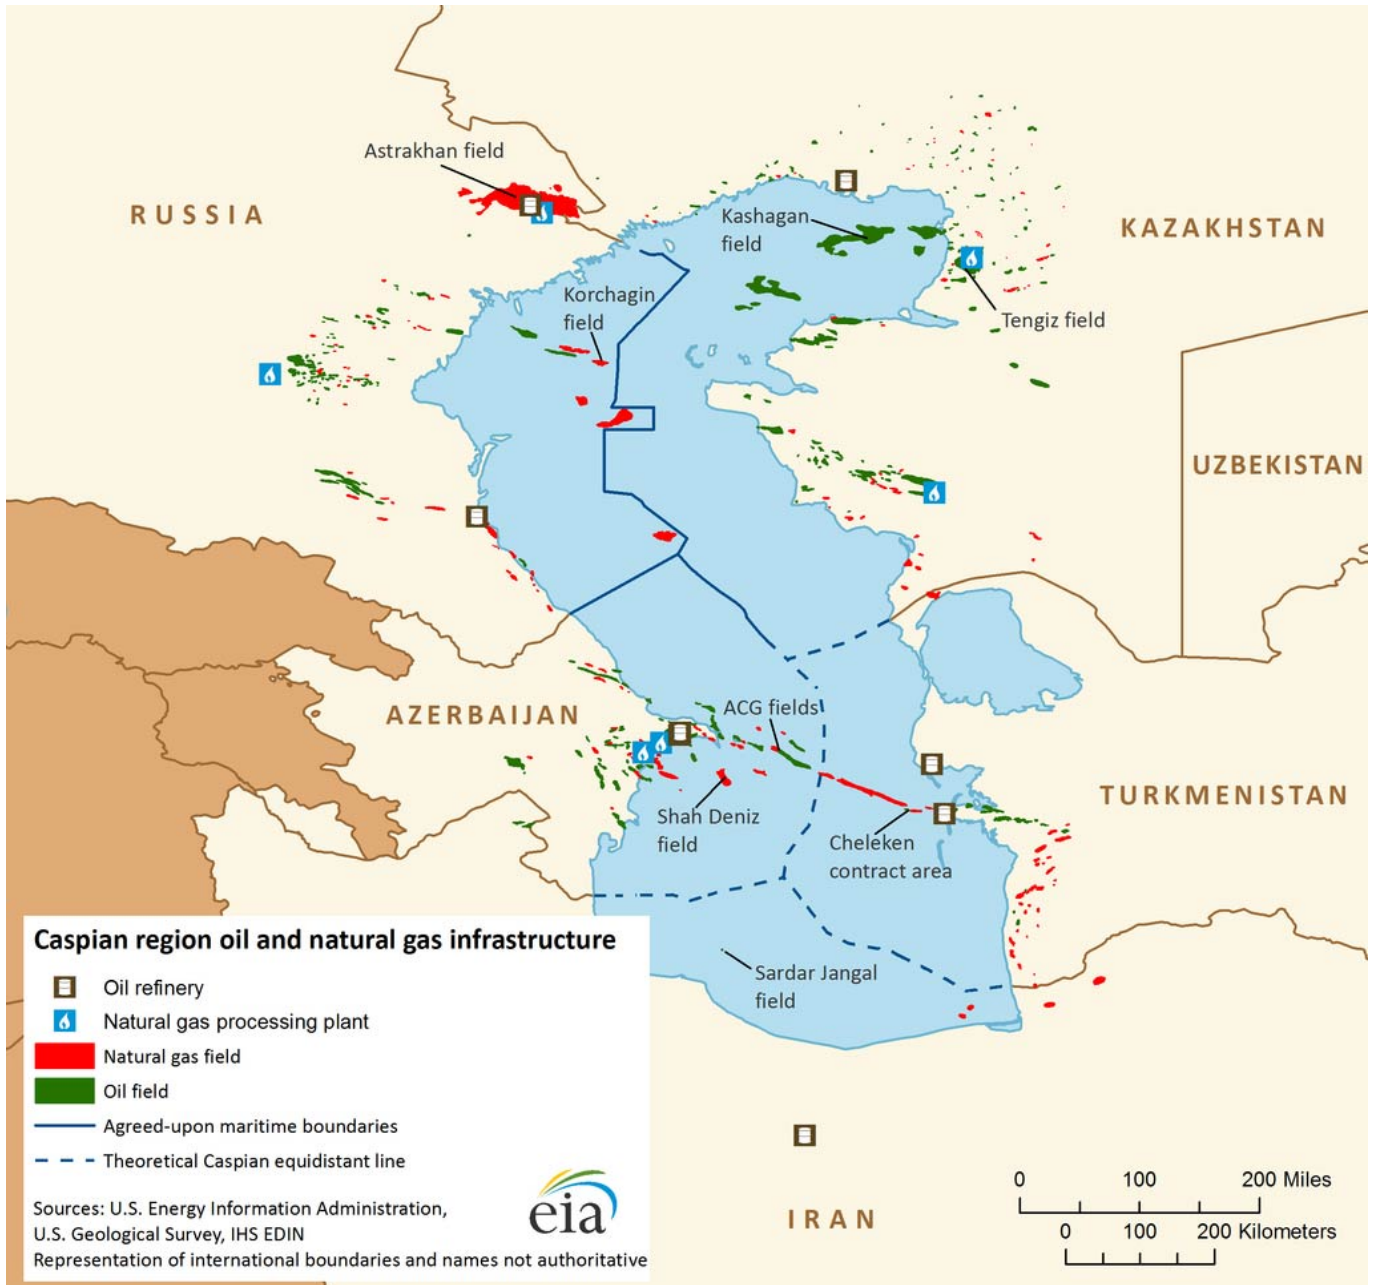 Astrakhan field
RUSSIA
Kashagan
field
KAZAKHSTAN
Korchagin
field
Tengiz field
UZBEKISTAN
AZERBAIJAN
ACG fields
TURKMENISTAN
Shah Deniz
field
Cheleken
contract area
Sardar Jangal
field
IRAN
Caspian region oil and natural gas infrastructure
Oil refinery
Natural gas processing plant
Natural gas field
Oil field
Agreed-upon maritime boundaries
Theoretical Caspian equidistant line
Sources: U.S. Energy Information Administration,
U.S. Geological Survey, IHS EDIN
Representation of international boundaries and names not authoritative
eia
0 100 200 Miles
0 100 200 Kilometers